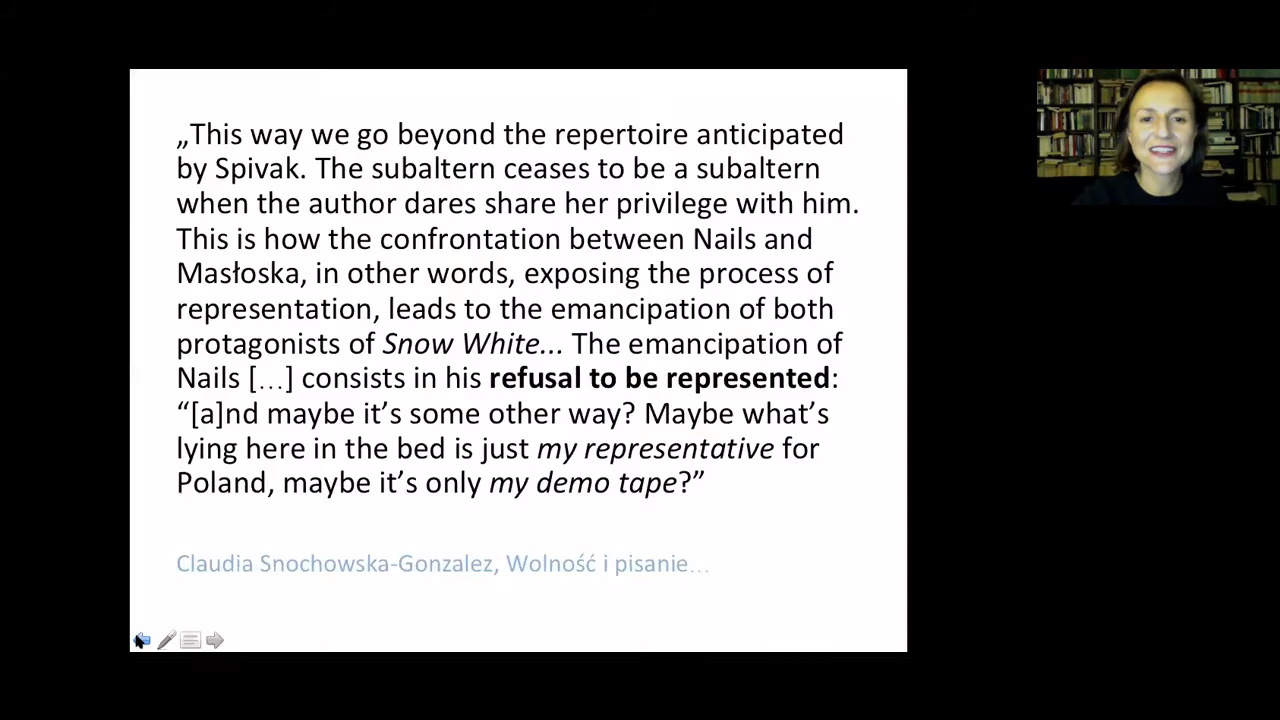 „This way we go beyond the repertoire anticipated
by Spivak. The subaltern ceases to be a subaltern
when the author dares share her privilege with him.
This is how the confrontation between Nails and
Masłoska, in other words, exposing the process of
representation, leads to the emancipation of both
protagonists of Snow White... The emancipation of
Nails […] consists in his refusal to be represented:
“[a]nd maybe it’s some other way? Maybe what’s
lying here in the bed is just my representative for
Poland, maybe it’s only my demo tape?”
Claudia Snochowska-Gonzalez, Wolność i pisanie…